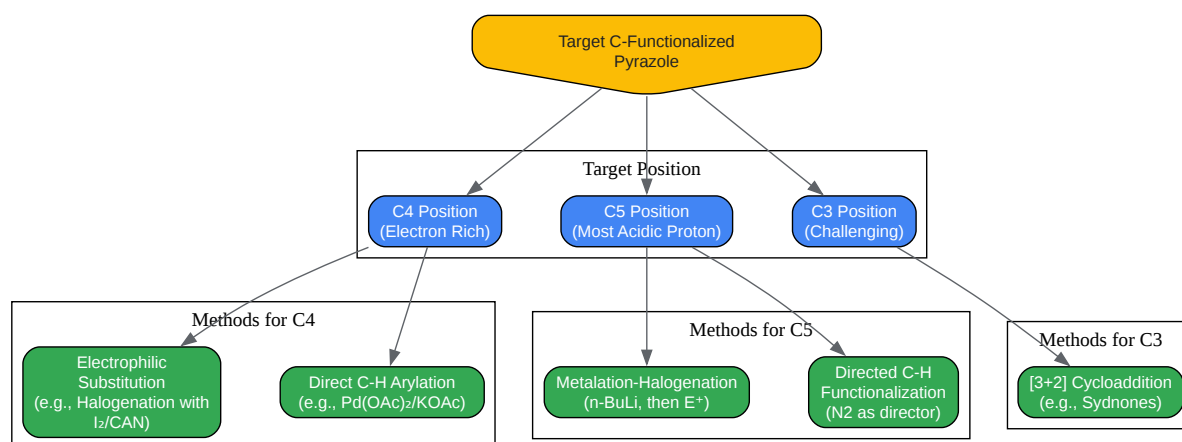 Target C-Functionalized
Pyrazole
Target Position
C4 Position
(Electron Rich)
C5 Position
(Most Acidic Proton)
C3 Position
(Challenging)
Methods for C4
Electrophilic
Substitution
(e.g., Halogenation with
I₂/CAN)
Direct C-H Arylation
(e.g., Pd(OAc)₂/KOAc)
Methods for C5
Metalation-Halogenation
(n-BuLi, then E⁺)
Directed C-H
Functionalization
(N2 as director)
Methods for C3
[3+2] Cycloaddition
(e.g., Sydnones)